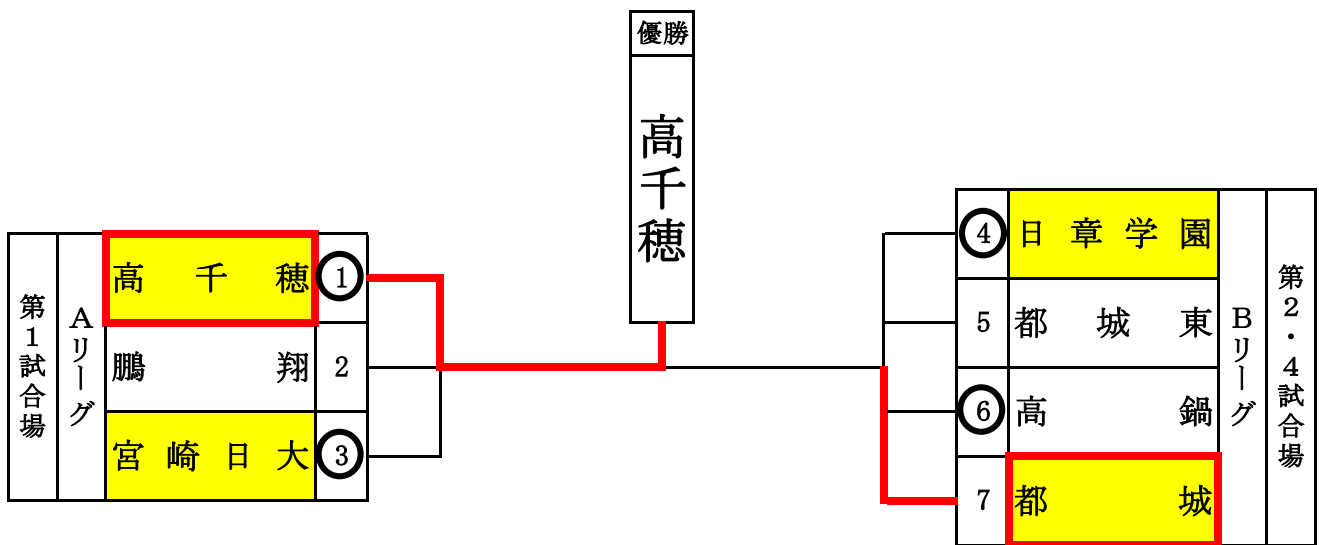 優勝
高千穂
第1試合場
Aリーグ
高千穂 ①
鵬翔 2
宮崎日大 ③
④ 日章学園
5 都城東
⑥ 高鍋
7 都城
Bリーグ
第2・4試合場